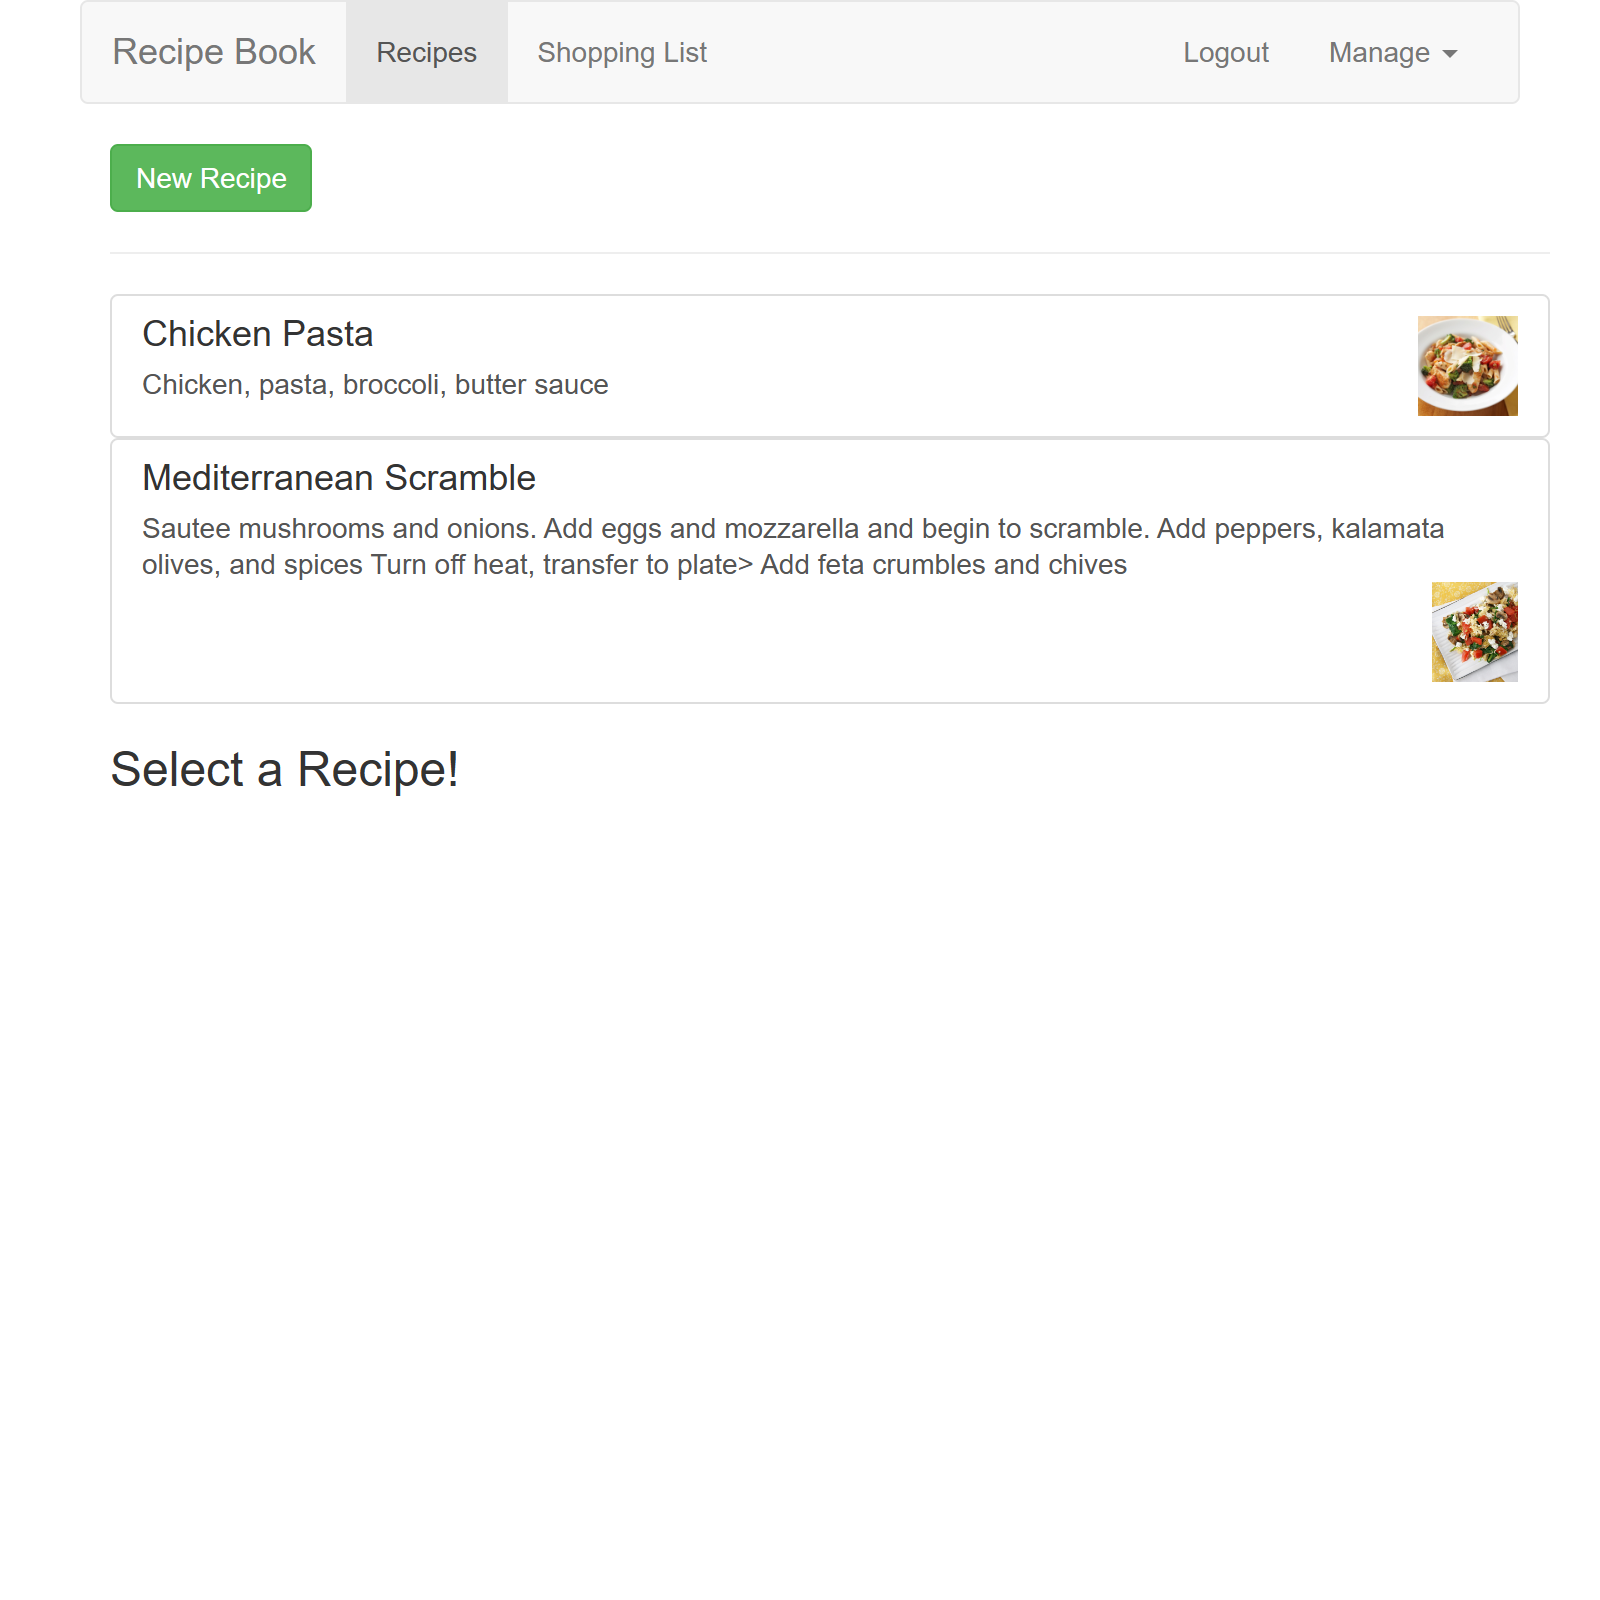 Recipe Book Recipes Shopping List Logout Manage
New Recipe
Chicken Pasta
Chicken, pasta, broccoli, butter sauce
Mediterranean Scramble
Sautee mushrooms and onions. Add eggs and mozzarella and begin to scramble. Add peppers, kalamata
olives, and spices Turn off heat, transfer to plate> Add feta crumbles and chives
Select a Recipe!